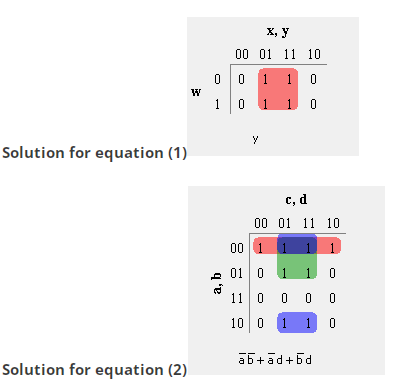 x, y
00 01 11 10
0 0 1 1 0
w
1 0 1 1 0
y
Solution for equation (1)
c, d
00 01 11 10
00 1 1 1 1
01 0 1 1 0
a, b
11 0 0 0 0
10 0 1 1 0
a̅b̅+a̅d+b̅d
Solution for equation (2)